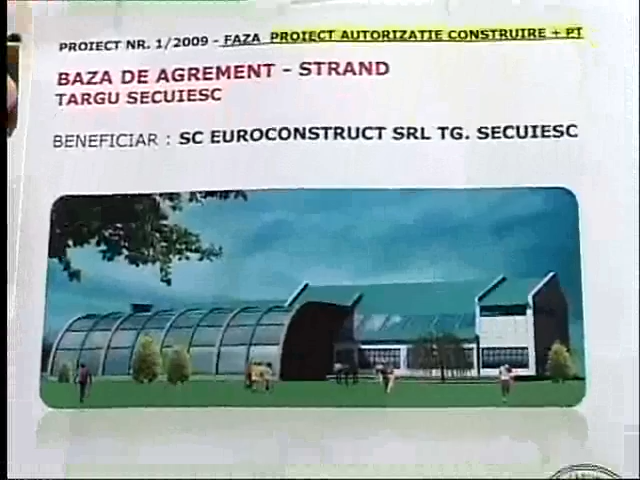 PROIECT NR. 1/2009 - FAZA PROIECT AUTORIZATIE CONSTRUIRE + PT
BAZA DE AGREMENT - STRAND
TARGU SECUIESC
BENEFICIAR : SC EUROCONSTRUCT SRL TG. SECUIESC